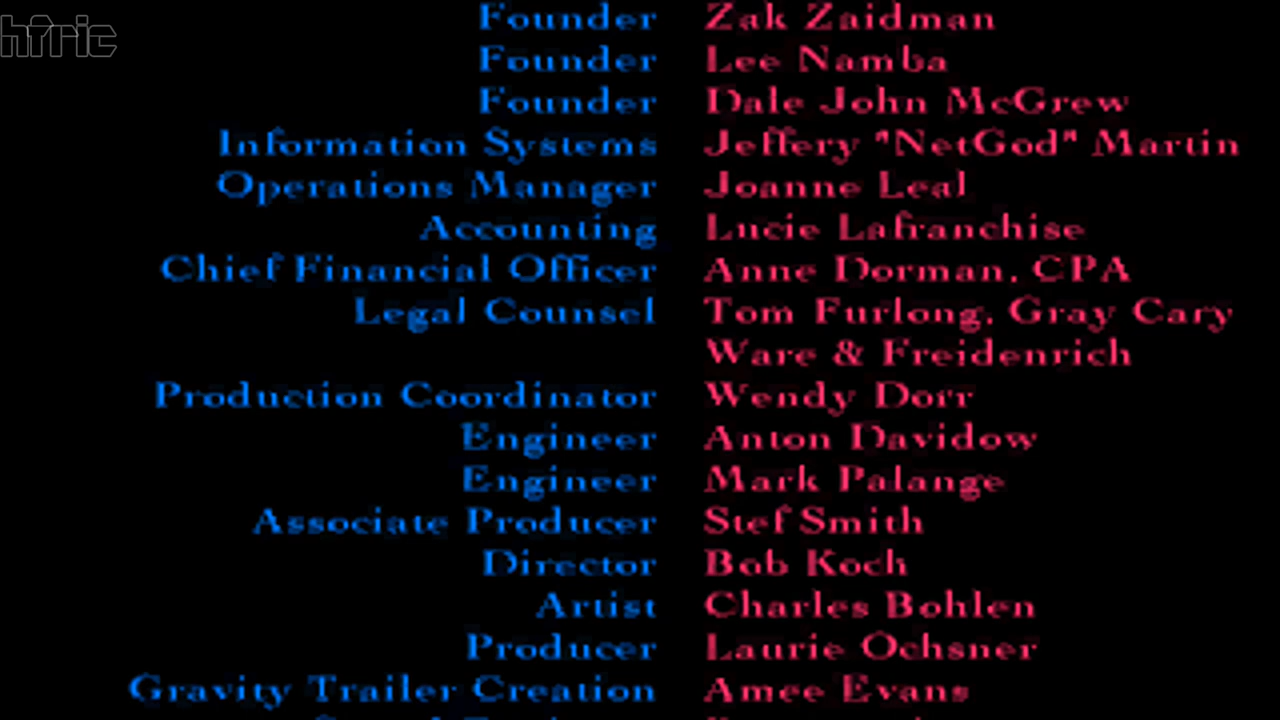 hfric
Founder Zak Zaidman
Founder Lee Namba
Founder Dale John McGrew
Information Systems Jeffery "NetGod" Martin
Operations Manager Joanne Leal
Accounting Lucie Lafranchise
Chief Financial Officer Anne Dorman, CPA
Legal Counsel Tom Furlong, Gray Cary
Ware & Freidenrich
Production Coordinator Wendy Dorr
Engineer Anton Davidow
Engineer Mark Palange
Associate Producer Stef Smith
Director Bob Koch
Artist Charles Bohlen
Producer Laurie Ochsner
Gravity Trailer Creation Amee Evans